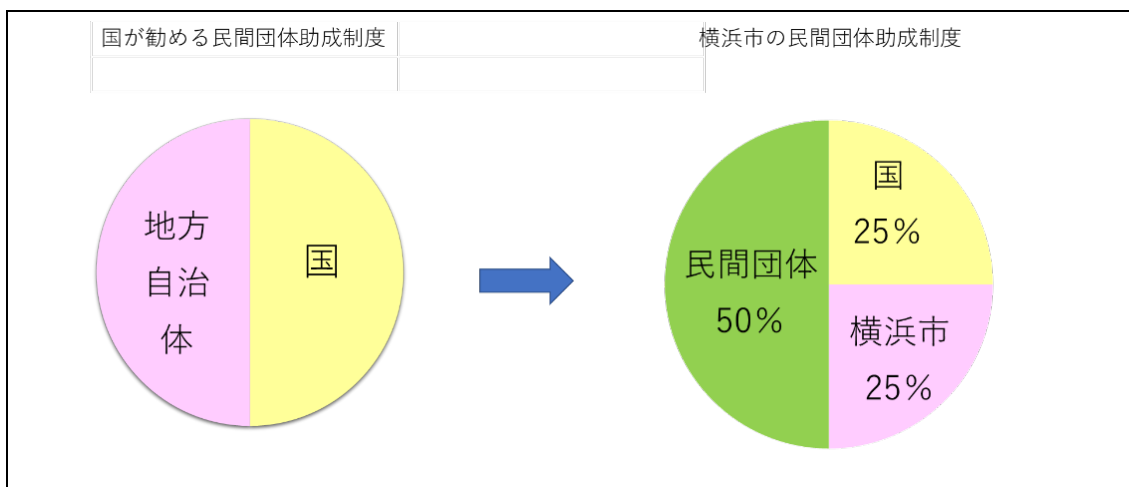 国が勧める民間団体助成制度
横浜市の民間団体助成制度
地方
自治
体
国
民間団体
50%
国
25%
横浜市
25%